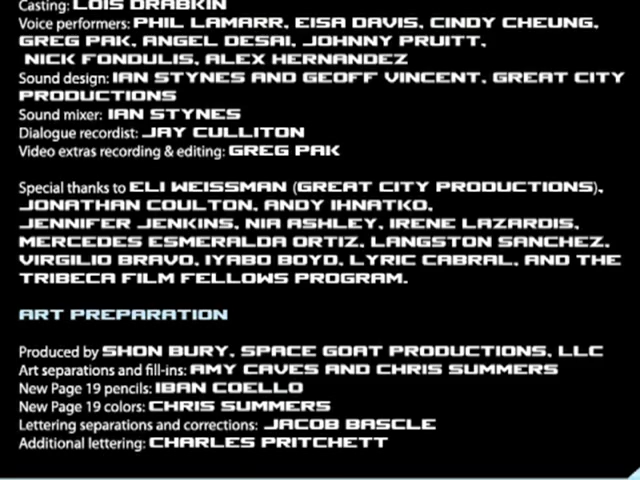 Casting: LOIS DRABKIN
Voice performers: PHIL LAMARR, EISA DAVIS, CINDY CHEUNG,
GREG PAK, ANGEL DESAI, JOHNNY PRUITT,
NICK FONDULIS, ALEX HERNANDEZ
Sound design: IAN STYNES AND GEOFF VINCENT, GREAT CITY
PRODUCTIONS
Sound mixer: IAN STYNES
Dialogue recordist: JAY CULLITON
Video extras recording & editing: GREG PAK
Special thanks to ELI WEISSMAN (GREAT CITY PRODUCTIONS),
JONATHAN COULTON, ANDY IHNATKO,
JENNIFER JENKINS, NIA ASHLEY, IRENE LAZARDIS,
MERCEDES ESMERALDA ORTIZ, LANGSTON SANCHEZ,
VIRGILIO BRAVO, IYABO BOYD, LYRIC CABRAL, AND THE
TRIBECA FILM FELLOWS PROGRAM.
ART PREPARATION
Produced by SHON BURY, SPACE GOAT PRODUCTIONS, LLC
Art separations and fill-ins: AMY CAVES AND CHRIS SUMMERS
New Page 19 pencils: IBAN COELLO
New Page 19 colors: CHRIS SUMMERS
Lettering separations and corrections: JACOB BASCLE
Additional lettering: CHARLES PRITCHETT